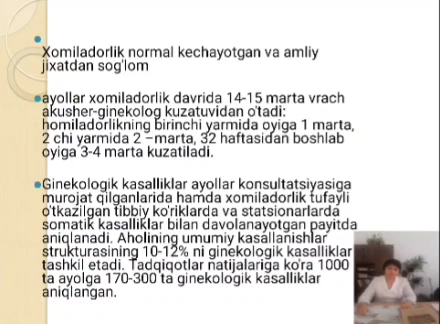 Xomiladorlik normal kechayotgan va amliy
jixatdan sog'lom
ayollar xomiladorlik davrida 14-15 marta vrach
akusher-ginekolog kuzatuvidan o'tadi:
homiladorlikning birinchi yarmida oyiga 1 marta,
2 chi yarmida 2 –marta, 32 haftasidan boshlab
oyiga 3-4 marta kuzatiladi.
Ginekologik kasalliklar ayollar konsultatsiyasiga
murojat qilganlarida hamda xomiladorlik tufayli
o'tkazilgan tibbiy ko'riklarda va statsionarlarda
somatik kasalliklar bilan davolanayotgan paytida
aniqlanadi. Aholining umumiy kasallanishlar
strukturasining 10-12% ni ginekologik kasalliklar
tashkil etadi. Tadqiqotlar natijalariga ko'ra 1000
ta ayolga 170-300 ta ginekologik kasalliklar
aniqlangan.